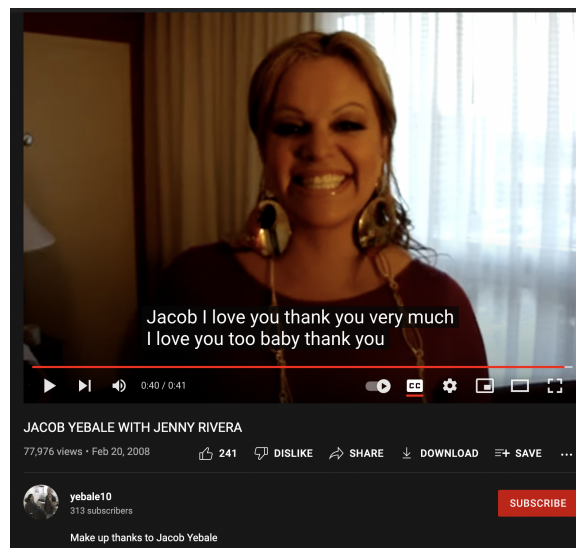 Jacob I love you thank you very much
I love you too baby thank you
CC
0:40 / 0:41
JACOB YEBALE WITH JENNY RIVERA
77,976 views • Feb 20, 2008 241 DISLIKE SHARE DOWNLOAD SAVE ...
yebale10
313 subscribers
SUBSCRIBE
Make up thanks to Jacob Yebale